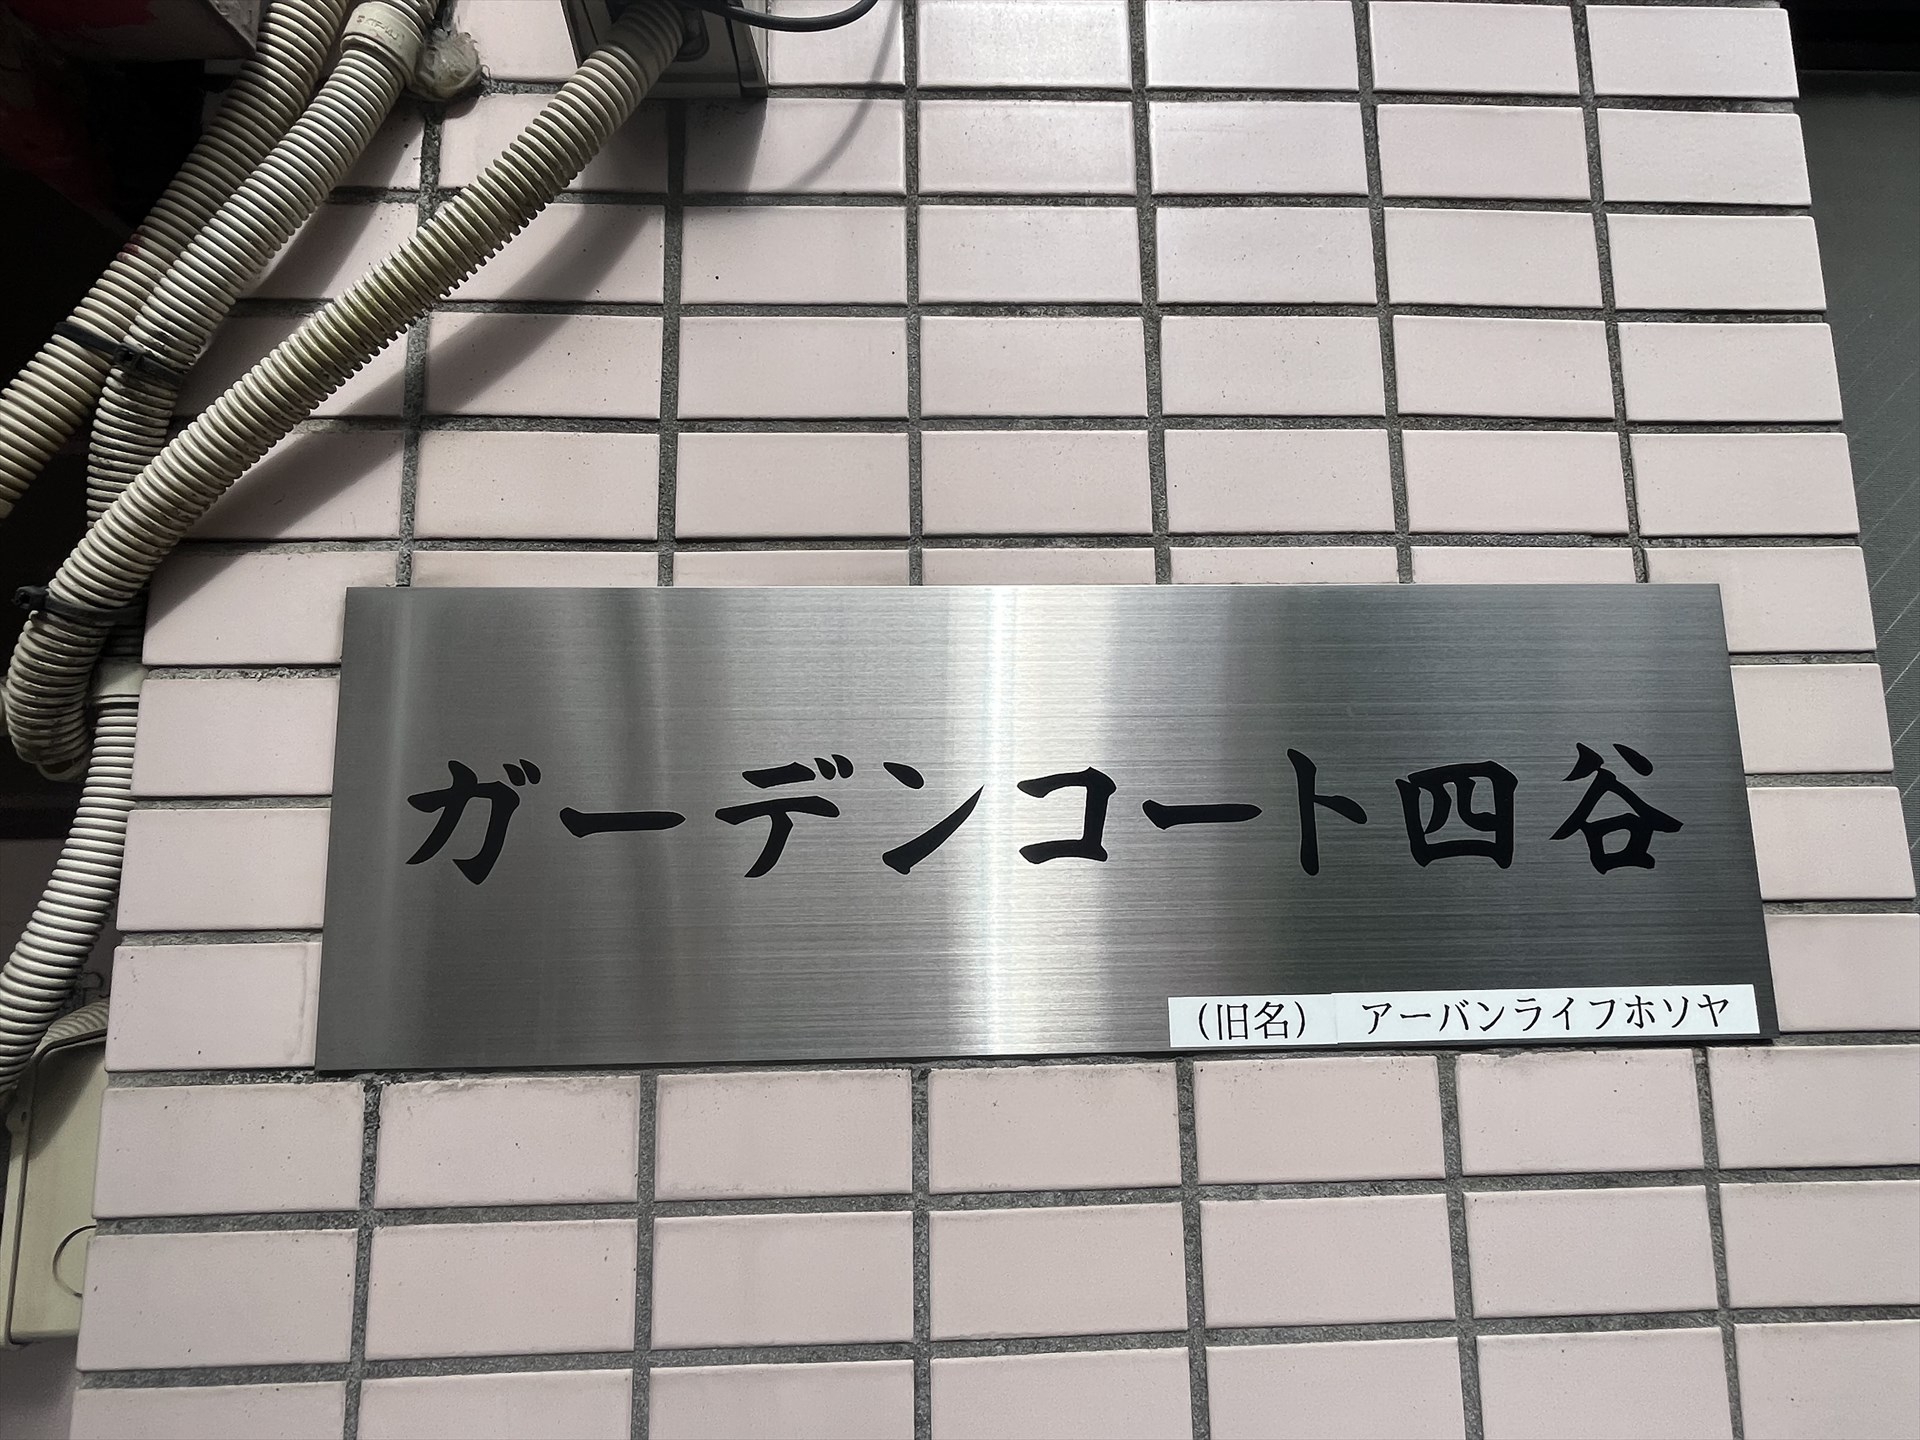 ガーデンコート四谷
（旧名） アーバンライフホソヤ